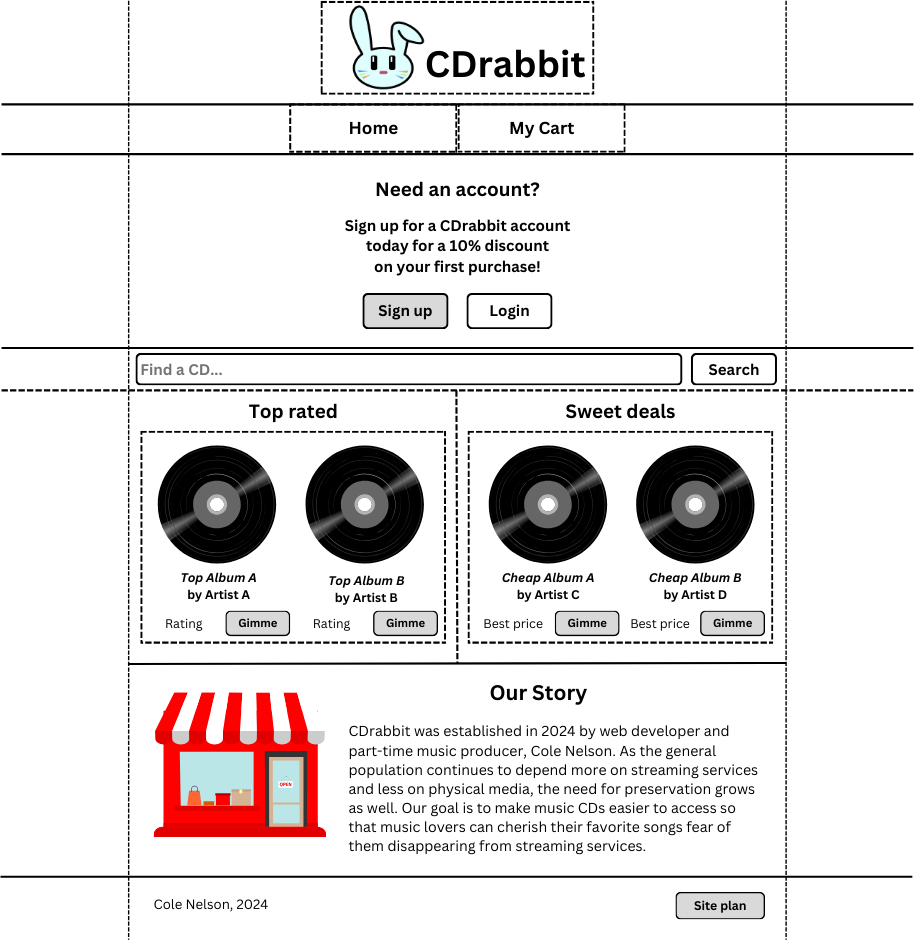 CDrabbit
Home
My Cart
Need an account?
Sign up for a CDrabbit account
today for a 10% discount
on your first purchase!
Sign up
Login
Find a CD...
Search
Top rated
Sweet deals
Top Album A
by Artist A
Rating
Gimme
Top Album B
by Artist B
Rating
Gimme
Cheap Album A
by Artist C
Best price
Gimme
Cheap Album B
by Artist D
Best price
Gimme
OPEN
Our Story
CDrabbit was established in 2024 by web developer and
part-time music producer, Cole Nelson. As the general
population continues to depend more on streaming services
and less on physical media, the need for preservation grows
as well. Our goal is to make music CDs easier to access so
that music lovers can cherish their favorite songs fear of
them disappearing from streaming services.
Cole Nelson, 2024
Site plan